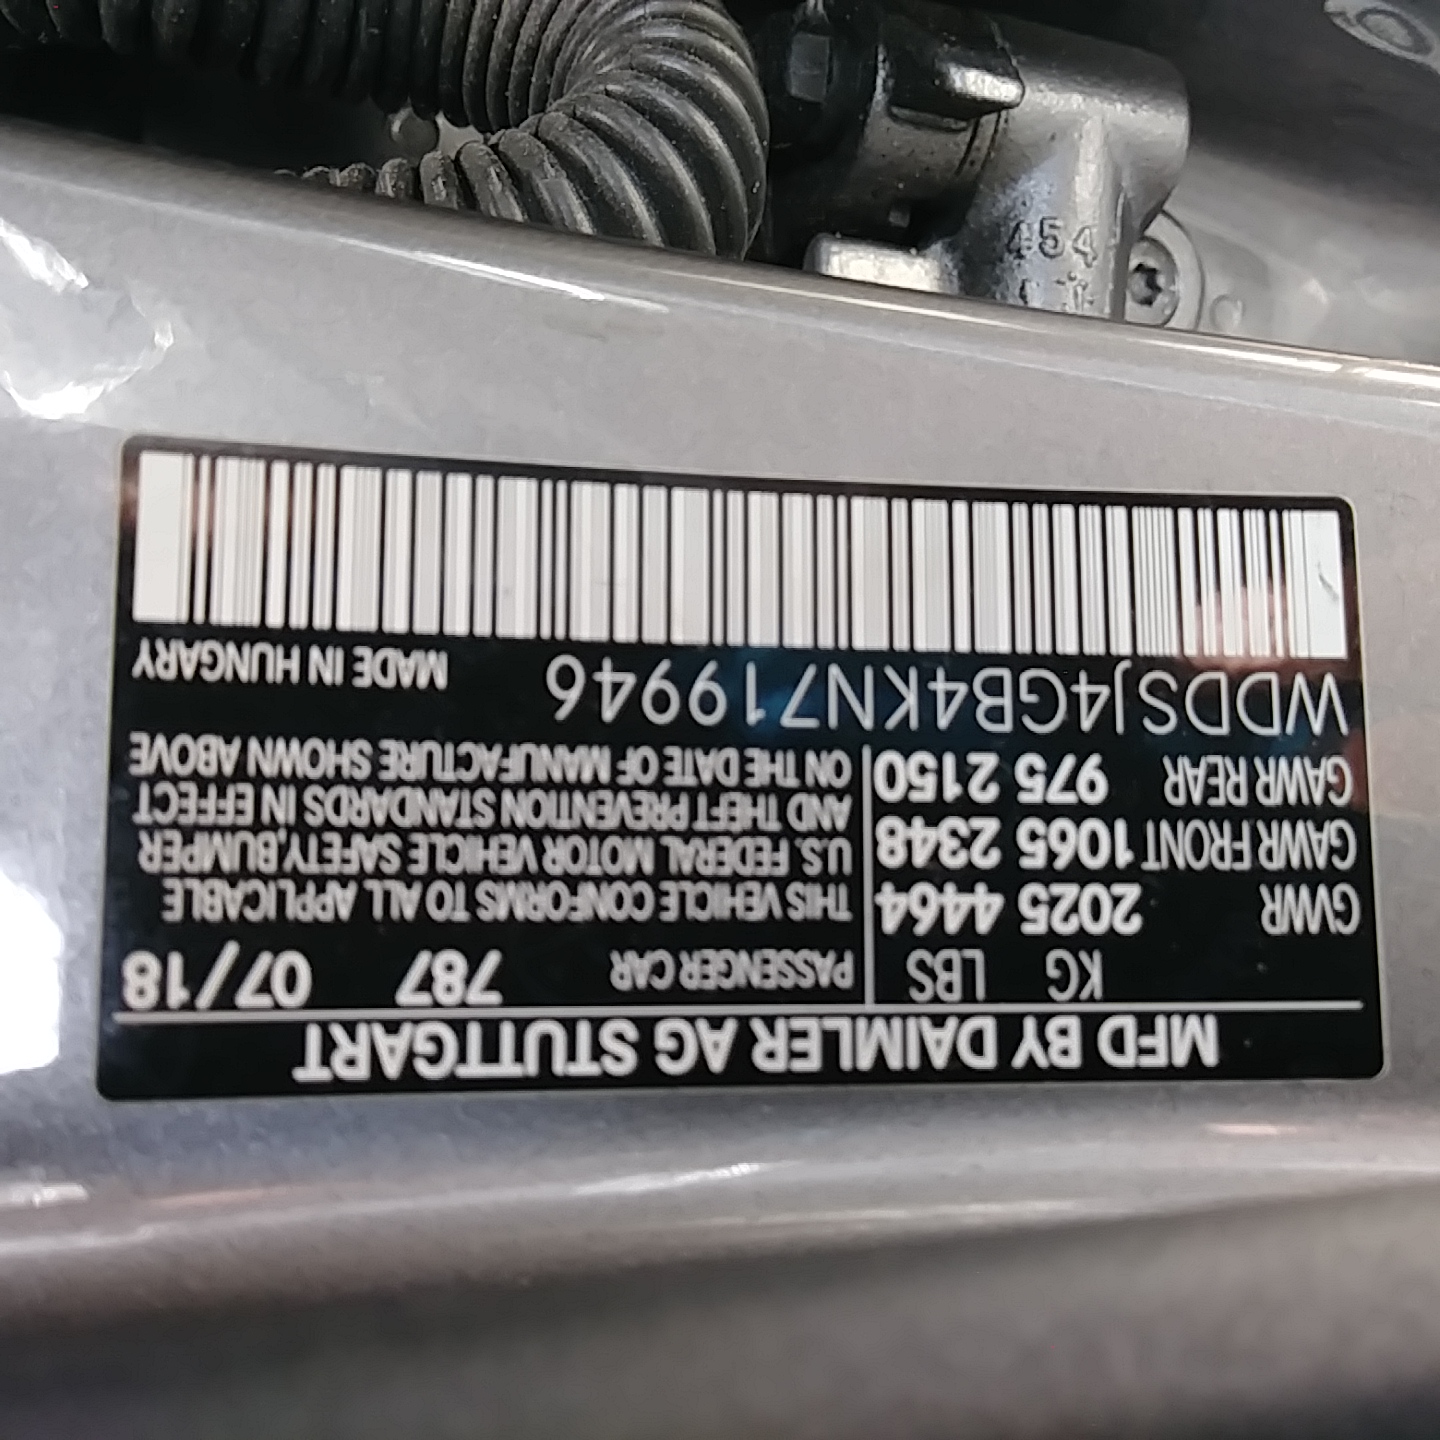 MFD BY DAIMLER AG STUTTGART
KG LBS
GVWR 2025 4464
GAWR FRONT 1065 2348
GAWR REAR 975 2150
PASSENGER CAR 787 07/18
THIS VEHICLE CONFORMS TO ALL APPLICABLE
U.S. FEDERAL MOTOR VEHICLE SAFETY,BUMPER
AND THEFT PREVENTION STANDARDS IN EFFECT
ON THE DATE OF MANUFACTURE SHOWN ABOVE
WDDSJ4GB4KN719946 MADE IN HUNGARY
454